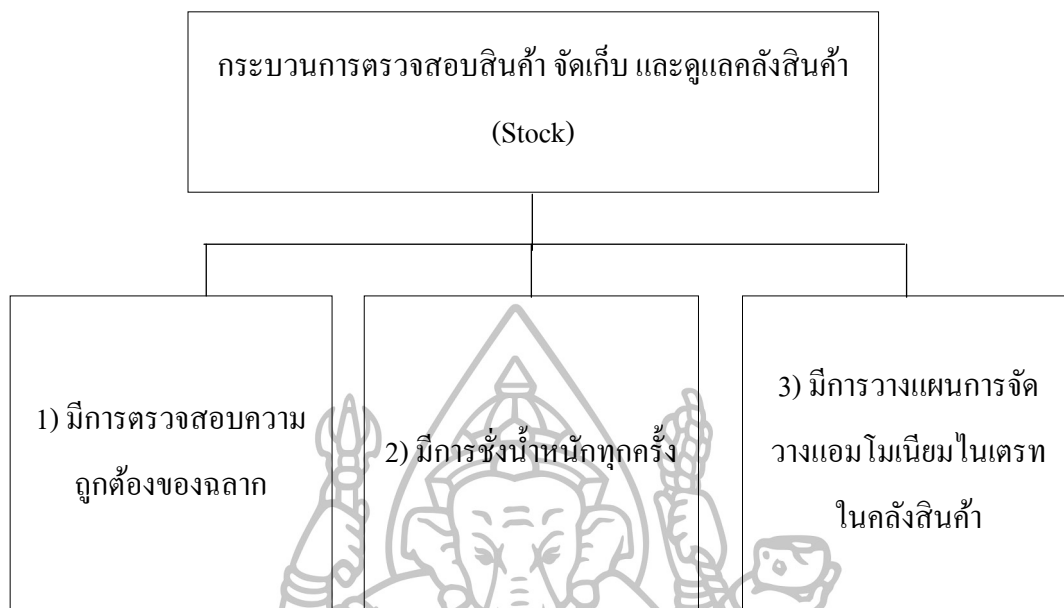 กระบวนการตรวจสอบสินค้า จัดเก็บ และดูแลคลังสินค้า
(Stock)
1) มีการตรวจสอบความ
ถูกต้องของฉลาก
2) มีการชั่งน้ำหนักทุกครั้ง
3) มีการวางแผนการจัด
วางแอมโมเนียมไนเตรท
ในคลังสินค้า